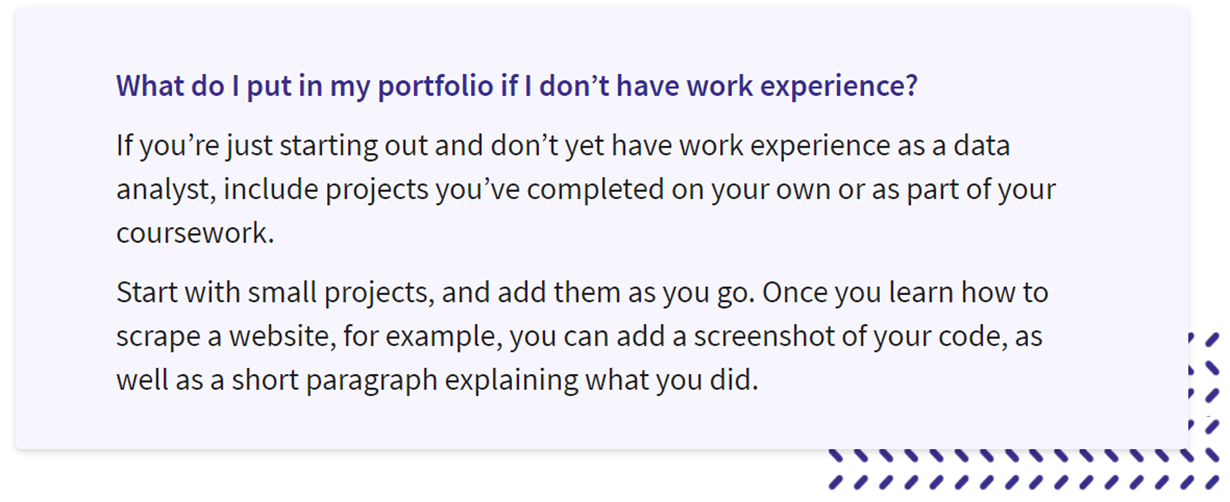 What do I put in my portfolio if I don’t have work experience?
If you’re just starting out and don’t yet have work experience as a data
analyst, include projects you’ve completed on your own or as part of your
coursework.
Start with small projects, and add them as you go. Once you learn how to
scrape a website, for example, you can add a screenshot of your code, as
well as a short paragraph explaining what you did.